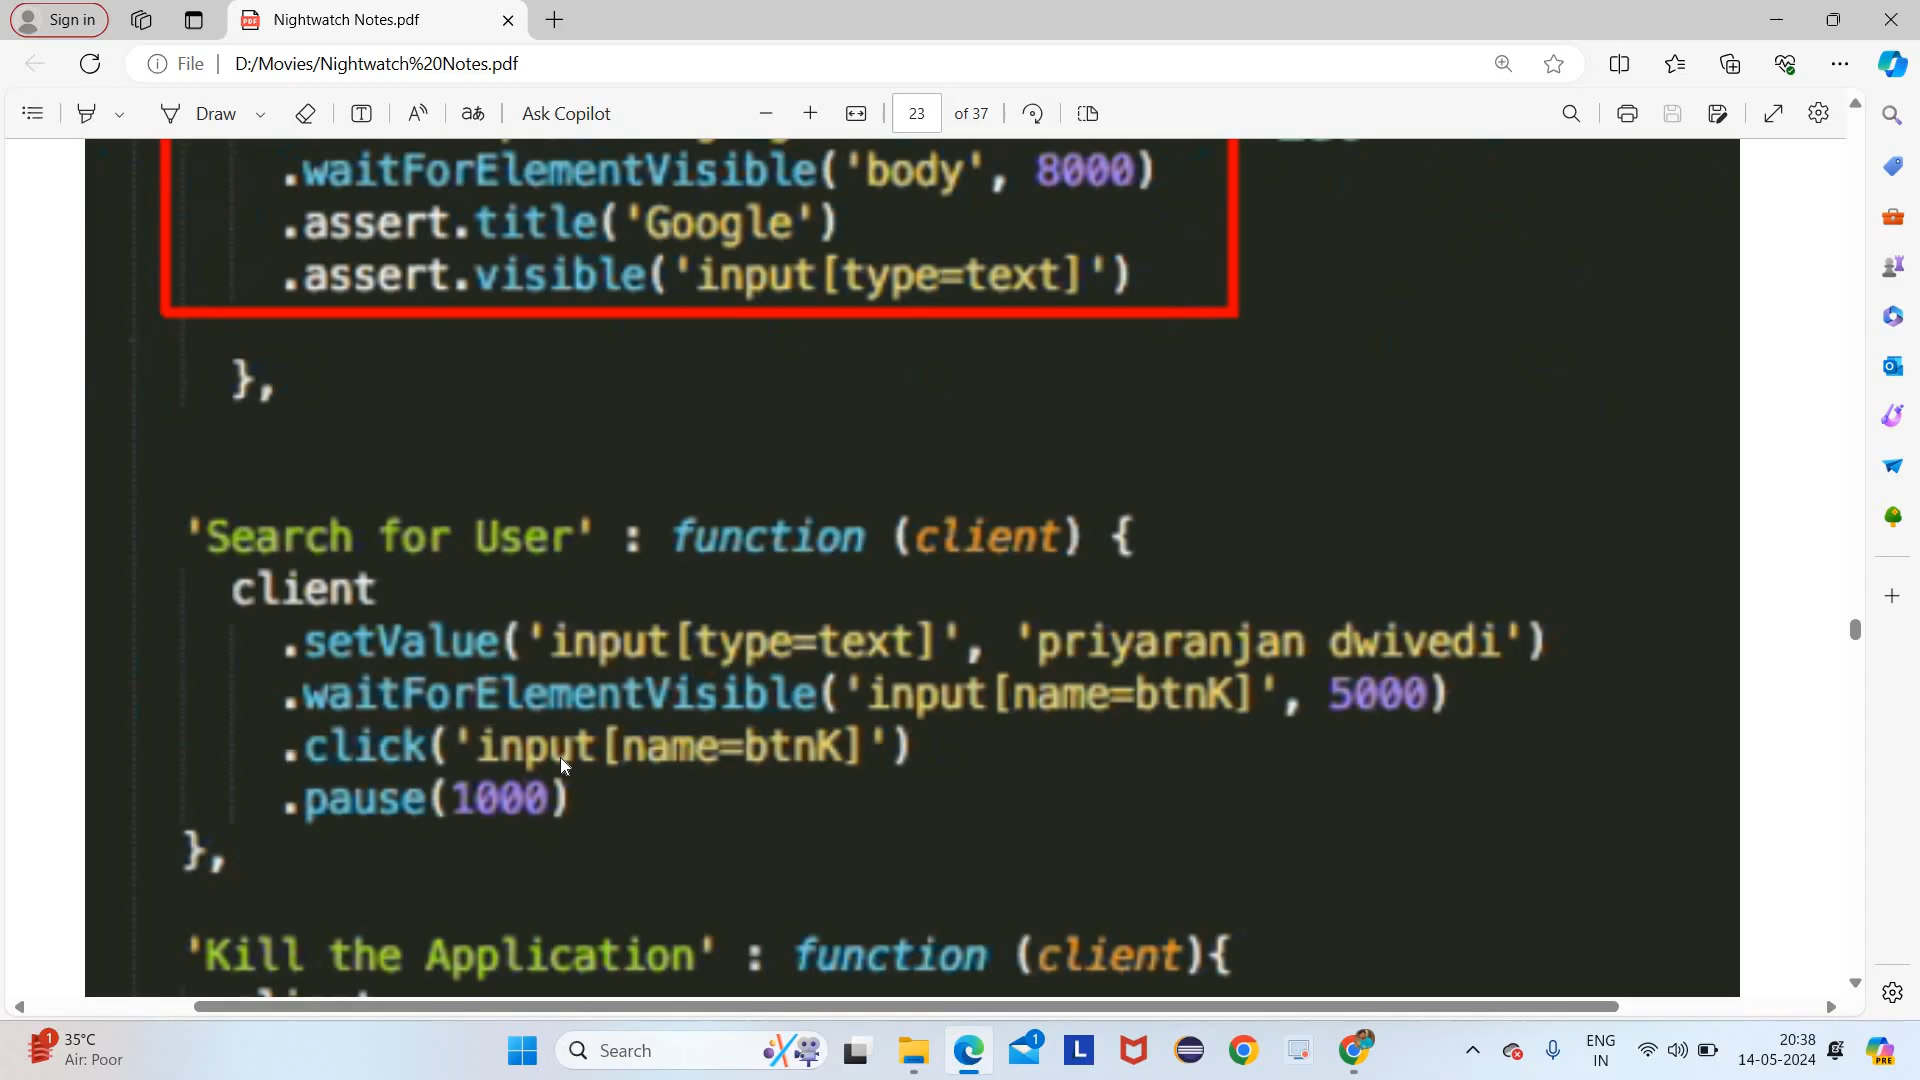 Sign in
Nightwatch Notes.pdf
File
D:/Movies/Nightwatch%20Notes.pdf
Draw
Ask Copilot
23 of 37
.waitForElementVisible('body', 8000)
.assert.title('Google')
.assert.visible('input[type=text]')
},
'Search for User' : function (client) {
client
.setValue('input[type=text]', 'priyaranjan dwivedi')
.waitForElementVisible('input[name=btnK]', 5000)
.click('input[name=btnK]')
.pause(1000)
},
'Kill the Application' : function (client){
1
35°C
Air: Poor
Search
1
L
ENG
IN
20:38
14-05-2024
PRE